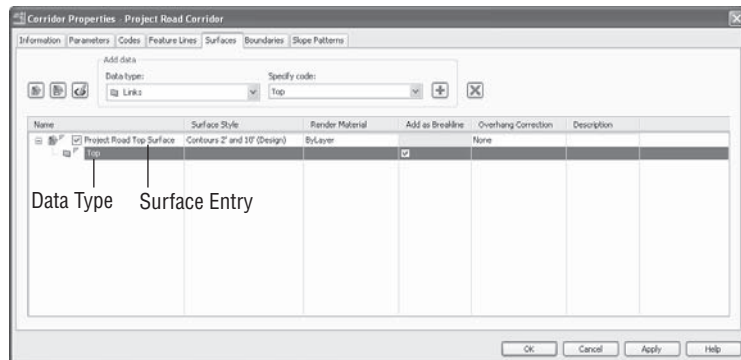 Corridor Properties - Project Road Corridor
Information Parameters Codes Feature Lines Surfaces Boundaries Slope Patterns
Add data
Data type: Specify code:
Links Top
Name Surface Style Render Material Add as Breakline Overhang Correction Description
Project Road Top Surface Contours 2' and 10' (Design) ByLayer None
Top
Data Type Surface Entry
OK Cancel Apply Help